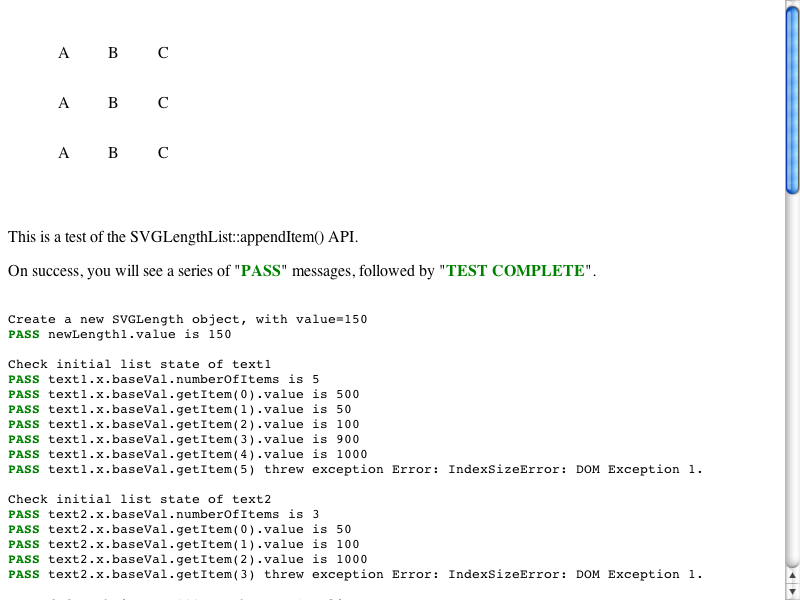 A B C
A B C
A B C
This is a test of the SVGLengthList::appendItem() API.
On success, you will see a series of "PASS" messages, followed by "TEST COMPLETE".
Create a new SVGLength object, with value=150
PASS newLength1.value is 150
Check initial list state of text1
PASS text1.x.baseVal.numberOfItems is 5
PASS text1.x.baseVal.getItem(0).value is 500
PASS text1.x.baseVal.getItem(1).value is 50
PASS text1.x.baseVal.getItem(2).value is 100
PASS text1.x.baseVal.getItem(3).value is 900
PASS text1.x.baseVal.getItem(4).value is 1000
PASS text1.x.baseVal.getItem(5) threw exception Error: IndexSizeError: DOM Exception 1.
Check initial list state of text2
PASS text2.x.baseVal.numberOfItems is 3
PASS text2.x.baseVal.getItem(0).value is 50
PASS text2.x.baseVal.getItem(1).value is 100
PASS text2.x.baseVal.getItem(2).value is 1000
PASS text2.x.baseVal.getItem(3) threw exception Error: IndexSizeError: DOM Exception 1.